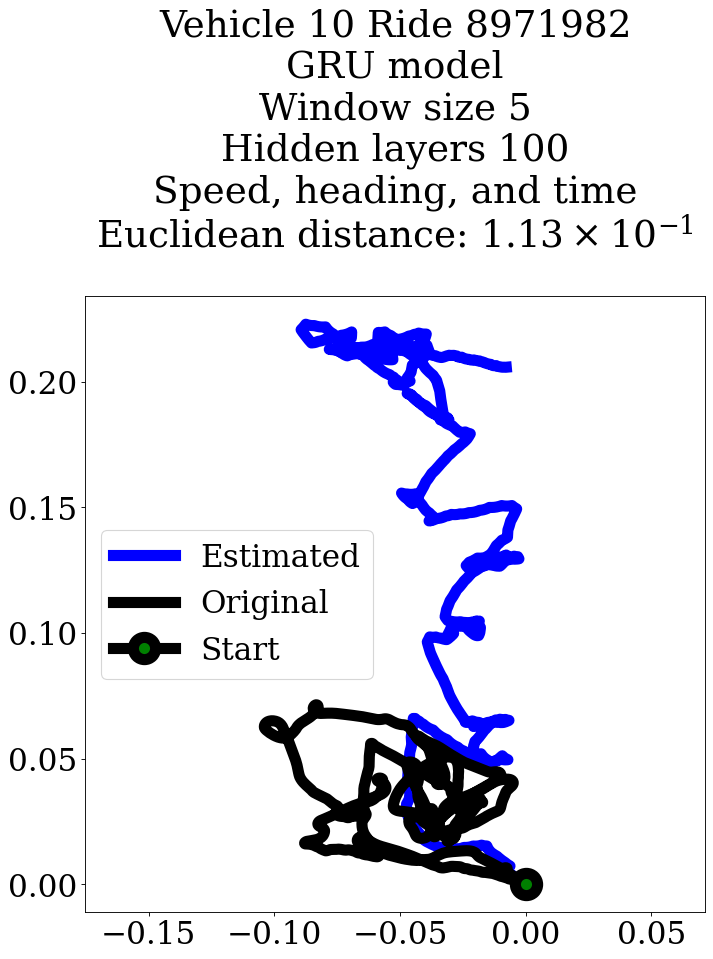 Vehicle 10 Ride 8971982
GRU model
Window size 5
Hidden layers 100
Speed, heading, and time
Euclidean distance: 1.13 × 10⁻¹
0.20
0.15
0.10
0.05
0.00
Estimated
Original
Start
−0.15 −0.10 −0.05 0.00 0.05